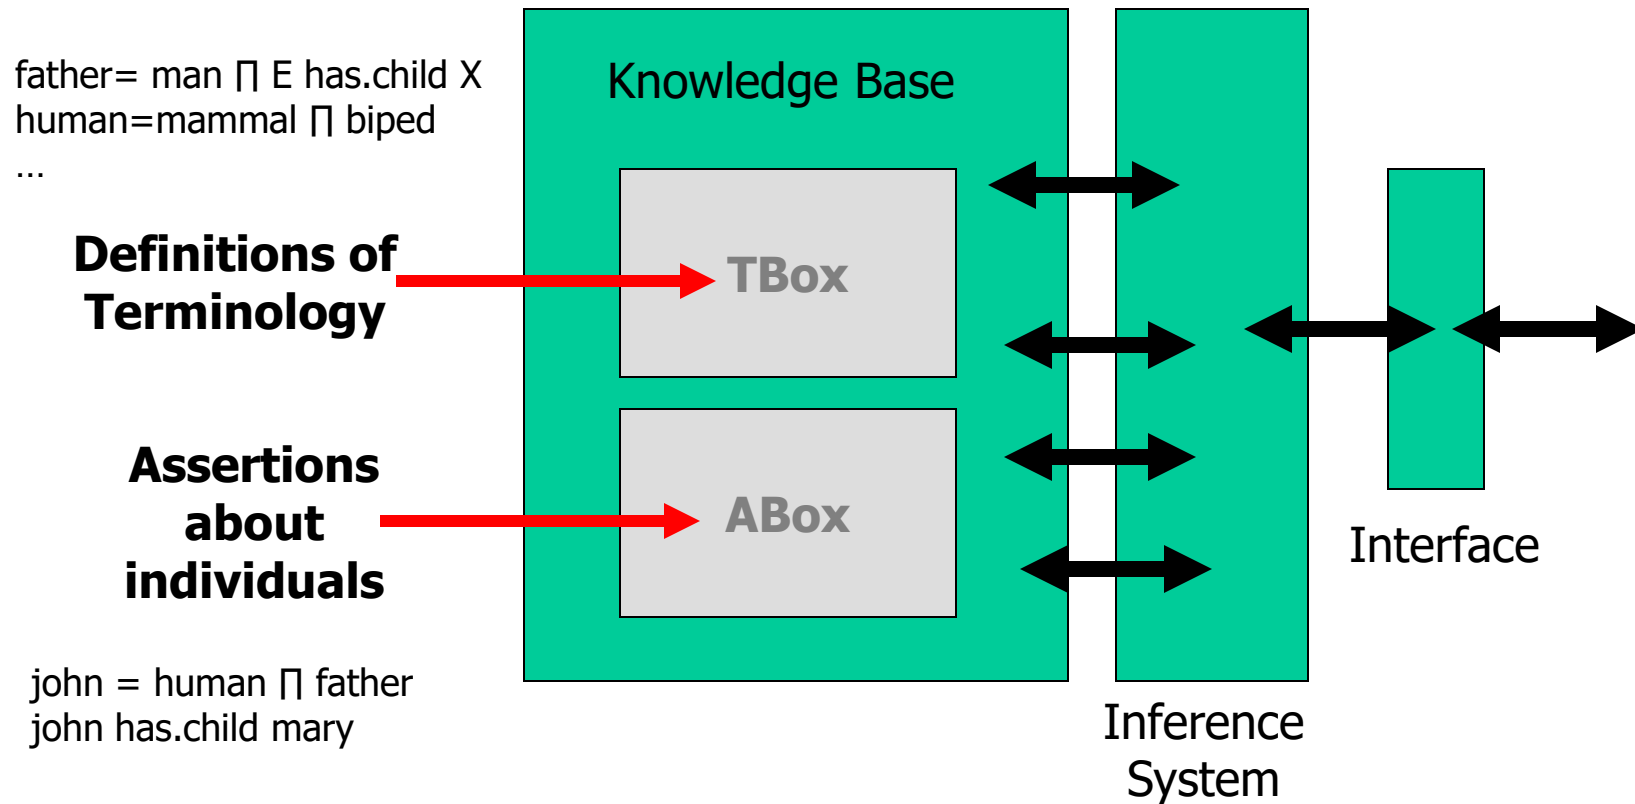 father= man ∏ E has.child X
human=mammal ∏ biped
…
Knowledge Base
Definitions of
Terminology
TBox
Assertions
about
individuals
ABox
Interface
john = human ∏ father
john has.child mary
Inference
System